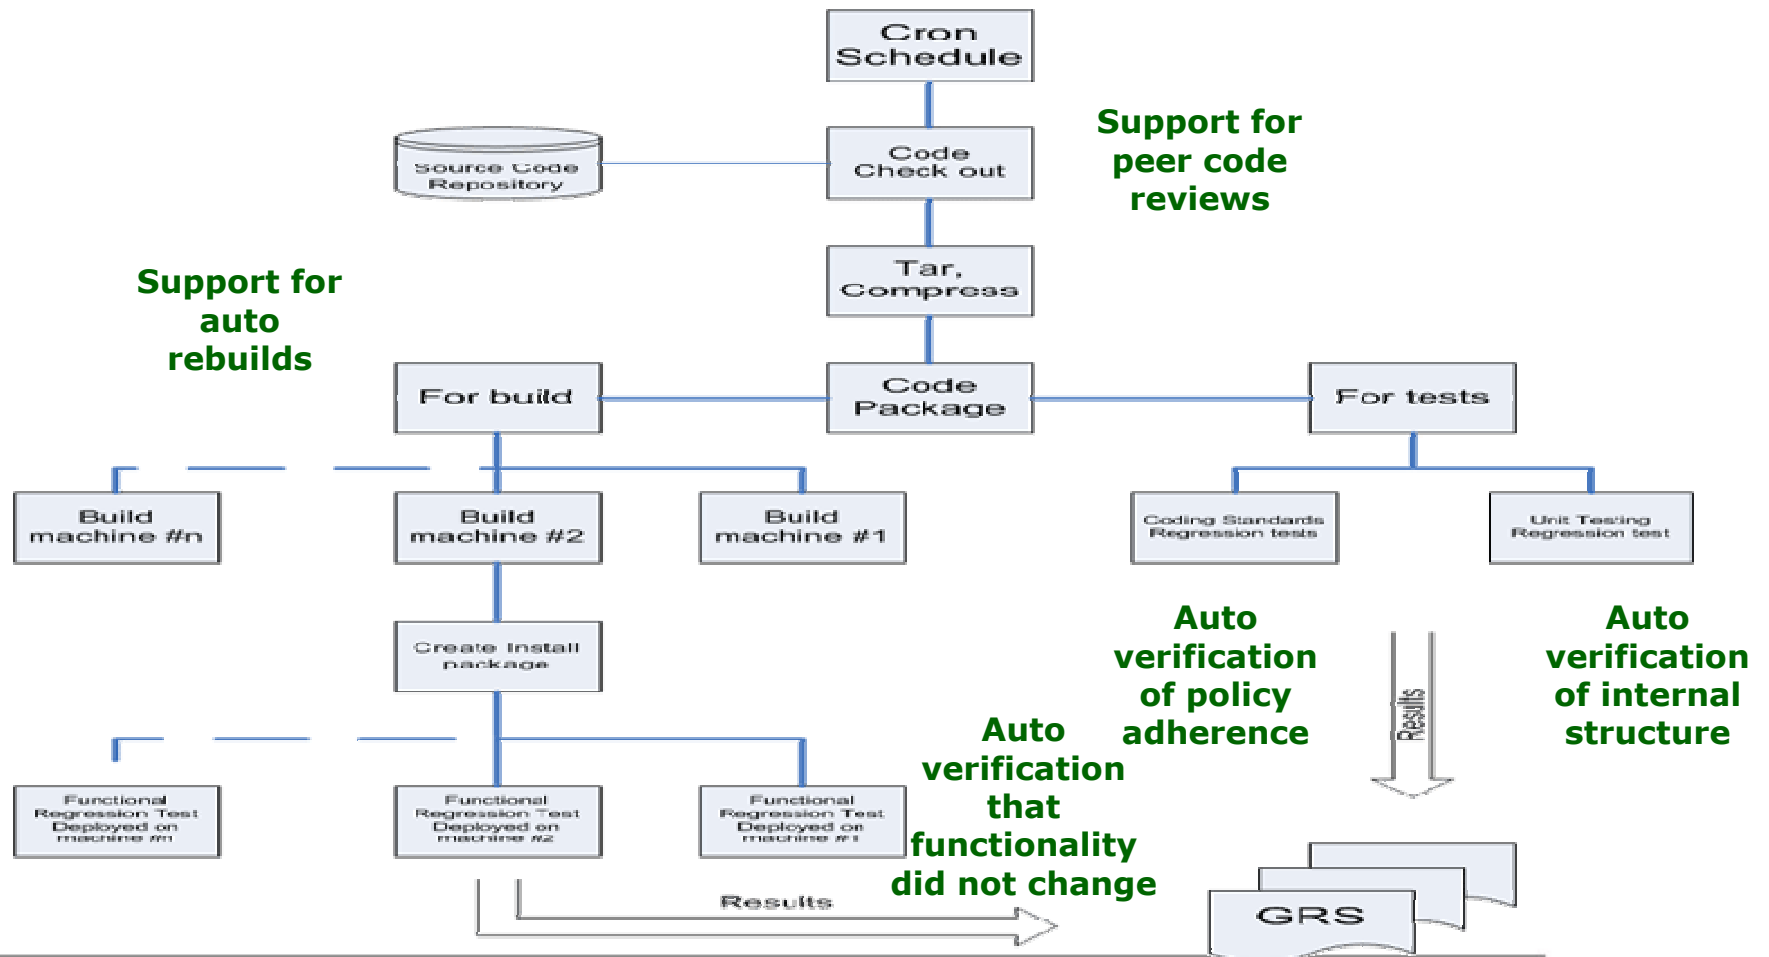 Cron
Schedule
Support for
peer code
reviews
Source Code
Repository
Code
Check out
Tar,
Compress
Support for
auto
rebuilds
For build
Code
Package
For tests
Build
machine #n
Build
machine #2
Build
machine #1
Coding Standards
Regression tests
Unit Testing
Regression test
Create Install
package
Auto
verification
of policy
adherence
Results
Auto
verification
of internal
structure
Auto
verification
that
functionality
did not change
Functional
Regression Test
Deployed on
machine #n
Functional
Regression Test
Deployed on
machine #2
Functional
Regression Test
Deployed on
machine #1
Results
GRS